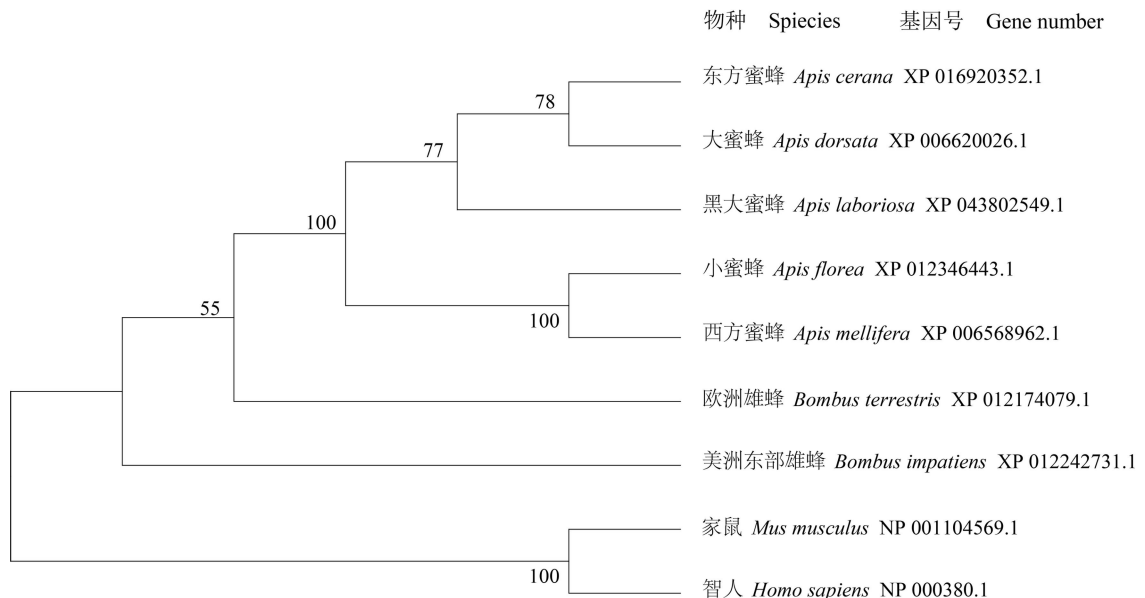 物种 Spiecies 基因号 Gene number
东方蜜蜂 Apis cerana XP 016920352.1
78
大蜜蜂 Apis dorsata XP 006620026.1
77
黑大蜜蜂 Apis laboriosa XP 043802549.1
100
小蜜蜂 Apis florea XP 012346443.1
55
100
西方蜜蜂 Apis mellifera XP 006568962.1
欧洲雄蜂 Bombus terrestris XP 012174079.1
美洲东部雄蜂 Bombus impatiens XP 012242731.1
家鼠 Mus musculus NP 001104569.1
100
智人 Homo sapiens NP 000380.1